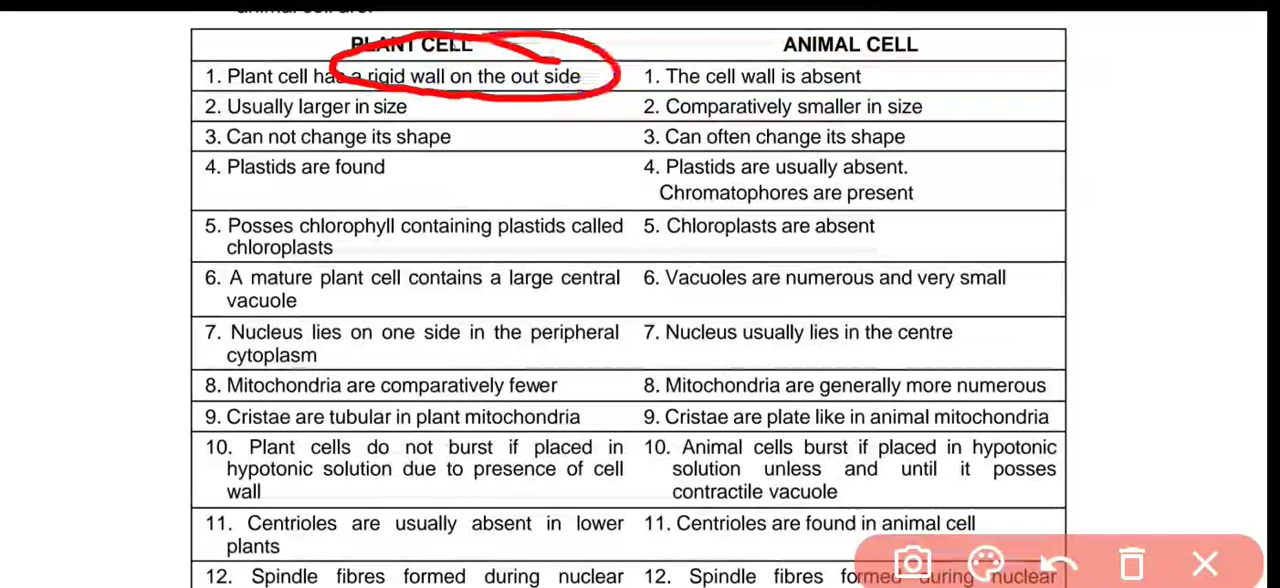 animal cell are:
PLANT CELL ANIMAL CELL
1. Plant cell has a rigid wall on the out side 1. The cell wall is absent
2. Usually larger in size 2. Comparatively smaller in size
3. Can not change its shape 3. Can often change its shape
4. Plastids are found 4. Plastids are usually absent.
Chromatophores are present
5. Posses chlorophyll containing plastids called 5. Chloroplasts are absent
chloroplasts
6. A mature plant cell contains a large central 6. Vacuoles are numerous and very small
vacuole
7. Nucleus lies on one side in the peripheral 7. Nucleus usually lies in the centre
cytoplasm
8. Mitochondria are comparatively fewer 8. Mitochondria are generally more numerous
9. Cristae are tubular in plant mitochondria 9. Cristae are plate like in animal mitochondria
10. Plant cells do not burst if placed in 10. Animal cells burst if placed in hypotonic
hypotonic solution due to presence of cell solution unless and until it posses
wall contractile vacuole
11. Centrioles are usually absent in lower 11. Centrioles are found in animal cell
plants
12. Spindle fibres formed during nuclear 12. Spindle fibres formed during nuclear